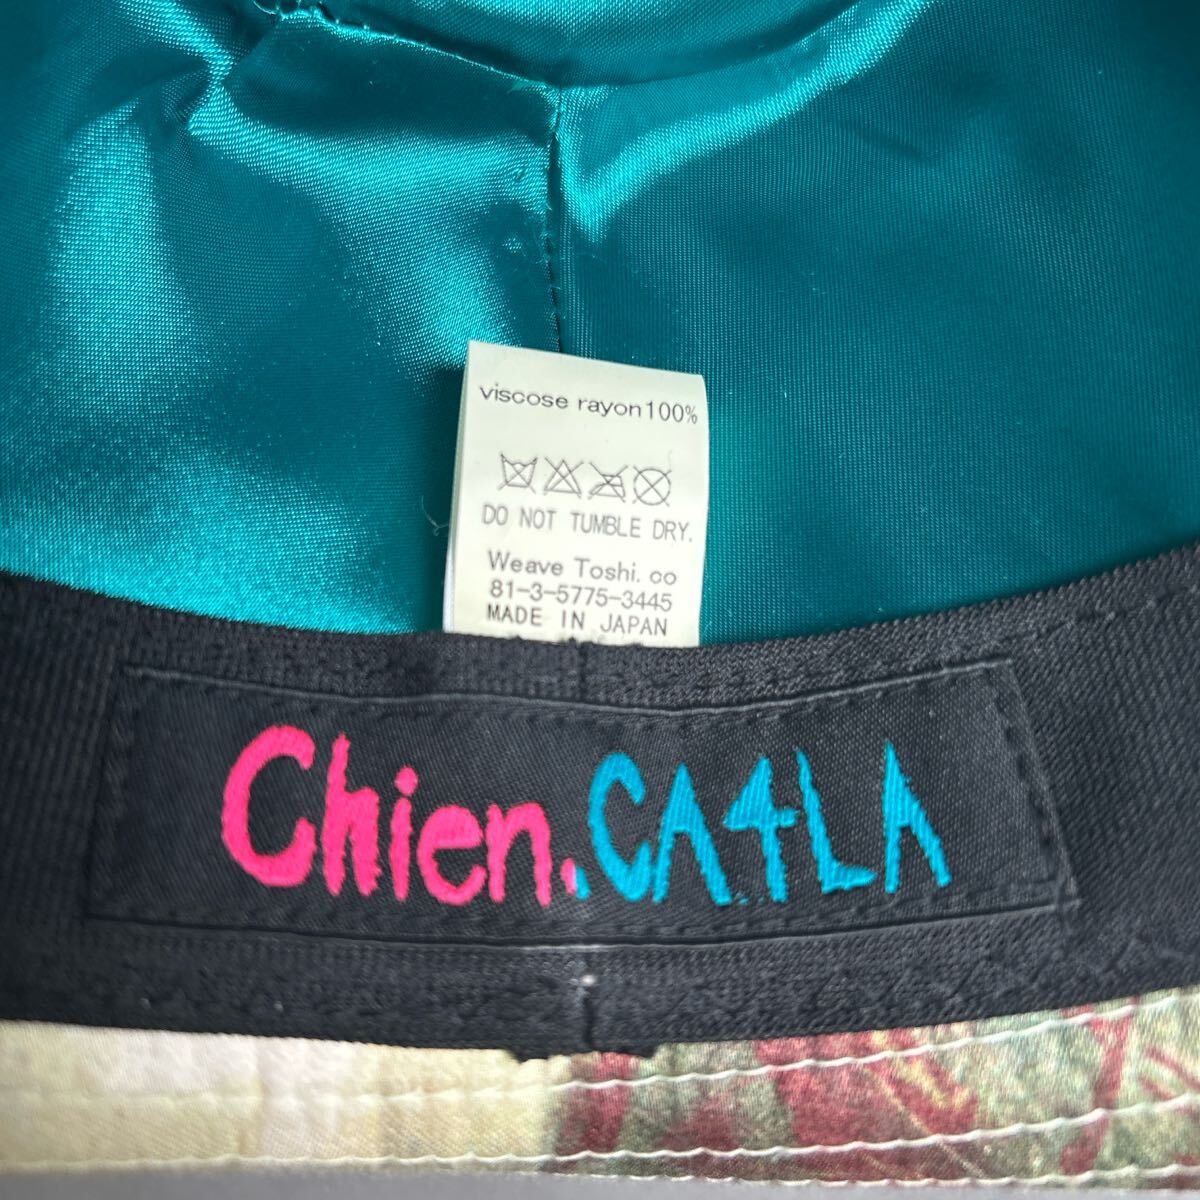 viscose rayon100%
DO NOT TUMBLE DRY.
Weave Toshi. co
81-3-5775-3445
MADE IN JAPAN
Chien.CA4LA